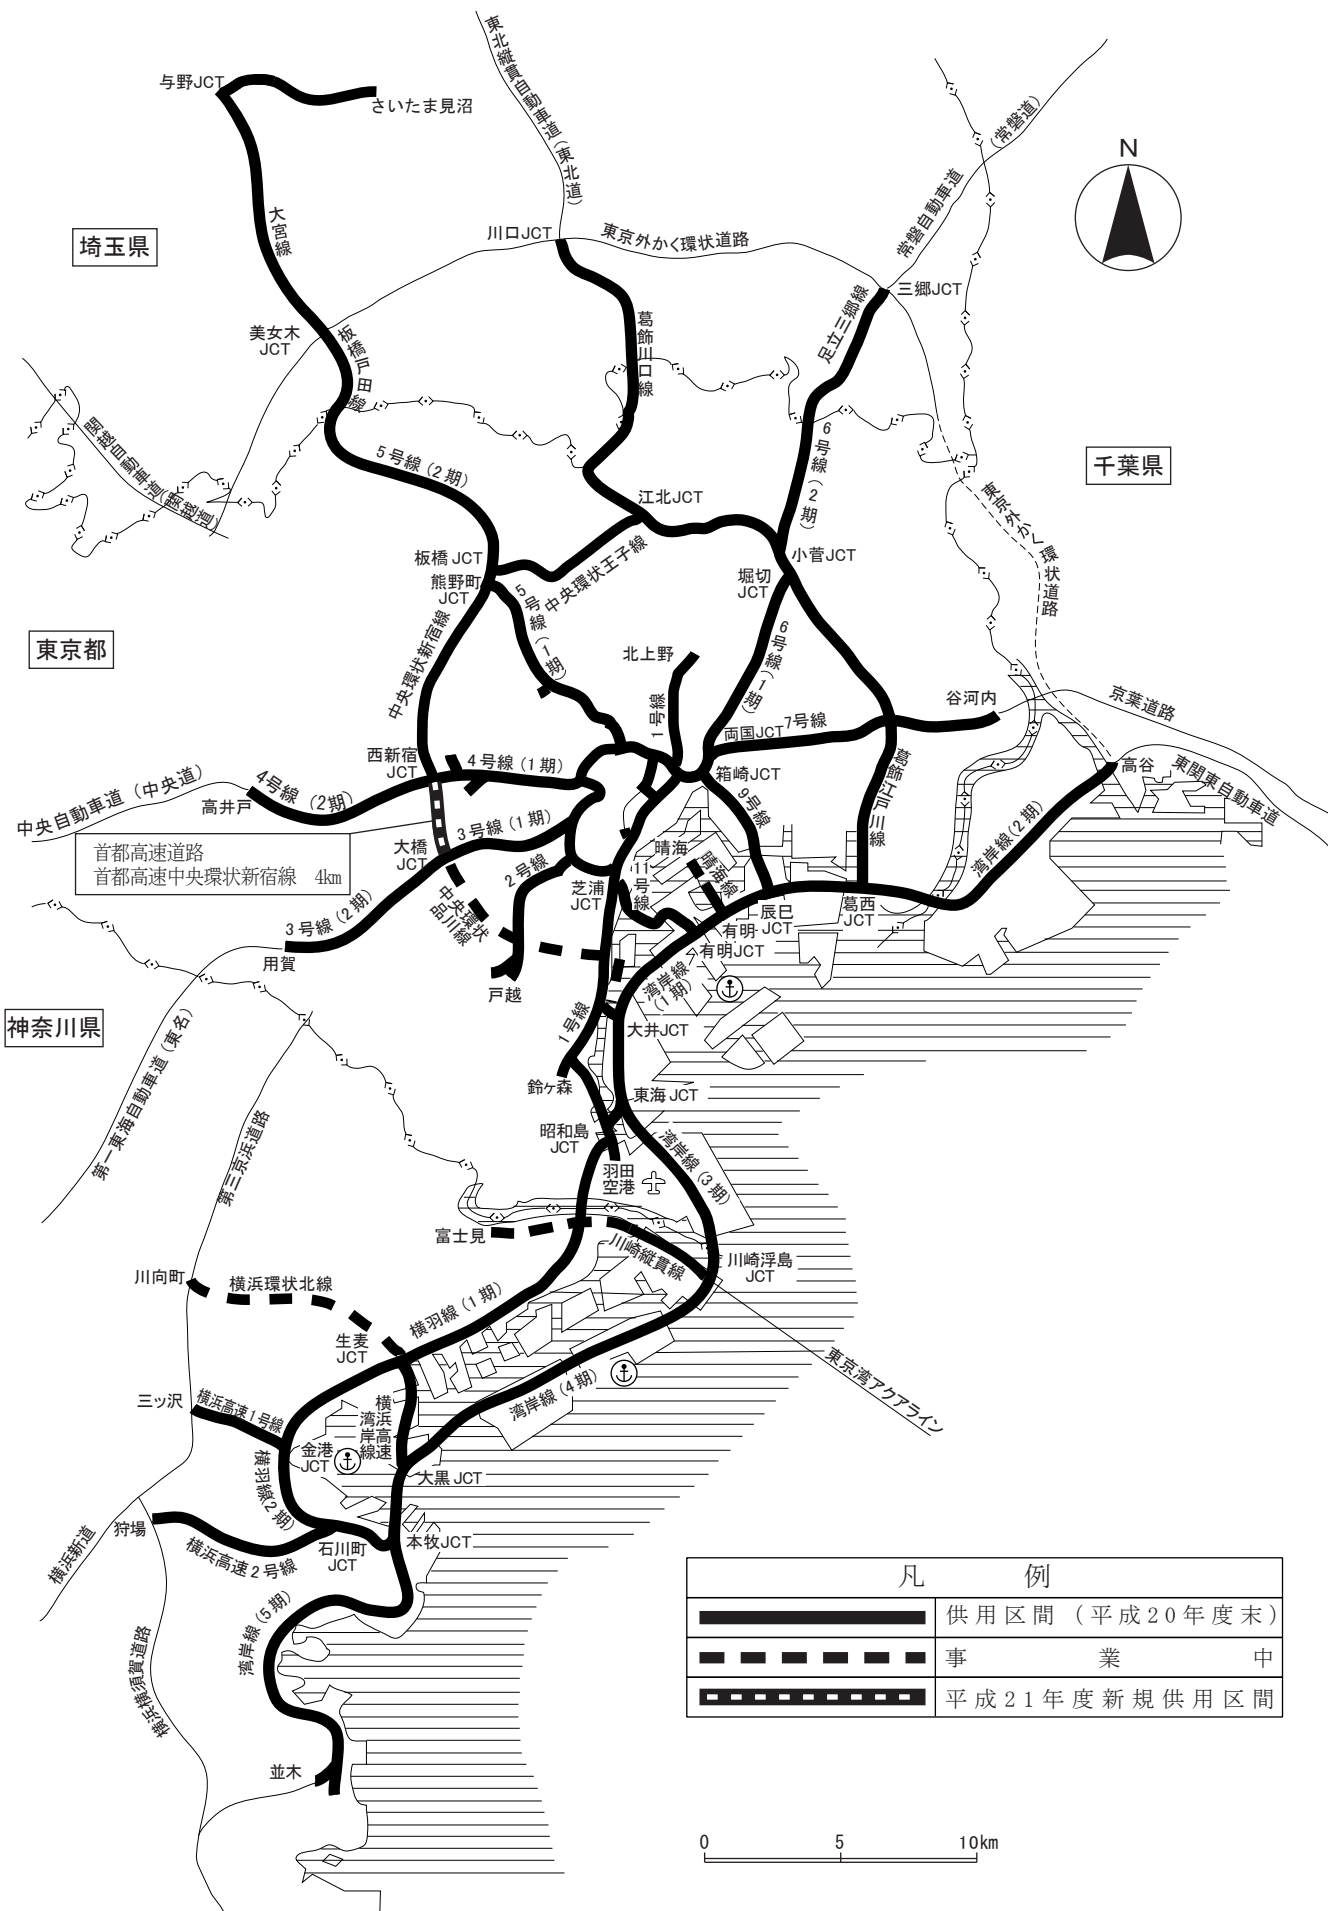 東北縦貫自動車道(東北道)
与野JCT
さいたま見沼
常磐自動車道
(常磐道)
N
大宮線
埼玉県
川口JCT
東京外かく環状道路
三郷JCT
美女木
JCT
板橋戸田線
葛飾川口線
足立三郷線
関越自動車道(関越道)
5号線(2期)
6号線(2期)
千葉県
東京外かく環状道路
江北JCT
板橋JCT
熊野町
JCT
中央環状王子線
小菅JCT
堀切
JCT
5号線(1期)
6号線(1期)
東京都
中央環状新宿線
北上野
1号線
谷河内
京葉道路
両国JCT
7号線
西新宿
JCT
4号線(1期)
箱崎JCT
高谷
東関東自動車道
中央自動車道(中央道)
高井戸
4号線(2期)
9号線
葛飾江戸川線
湾岸線(2期)
首都高速道路
首都高速中央環状新宿線 4km
大橋
JCT
3号線(1期)
晴海
晴海線
2号線
芝浦
JCT
11号線
3号線(2期)
中央環状
品川線
辰巳
JCT
葛西
JCT
有明
有明JCT
用賀
戸越
湾岸線
(1期)
神奈川県
1号線
大井JCT
第一東海自動車道(東名)
第三京浜道路
鈴ヶ森
東海JCT
昭和島
JCT
湾岸線(3期)
羽田
空港
富士見
川崎縦貫線
川崎浮島
JCT
川向町
横浜環状北線
横羽線(1期)
生麦
JCT
東京湾アクアライン
三ッ沢
横浜高速1号線
横浜高速
湾岸線
湾岸線(4期)
金港
JCT
横羽線(2期)
大黒JCT
狩場
横浜新道
横浜高速2号線
石川町
JCT
本牧JCT
湾岸線(5期)
横浜横須賀道路
並木
凡例
供用区間(平成20年度末)
事業中
平成21年度新規供用区間
0 5 10km